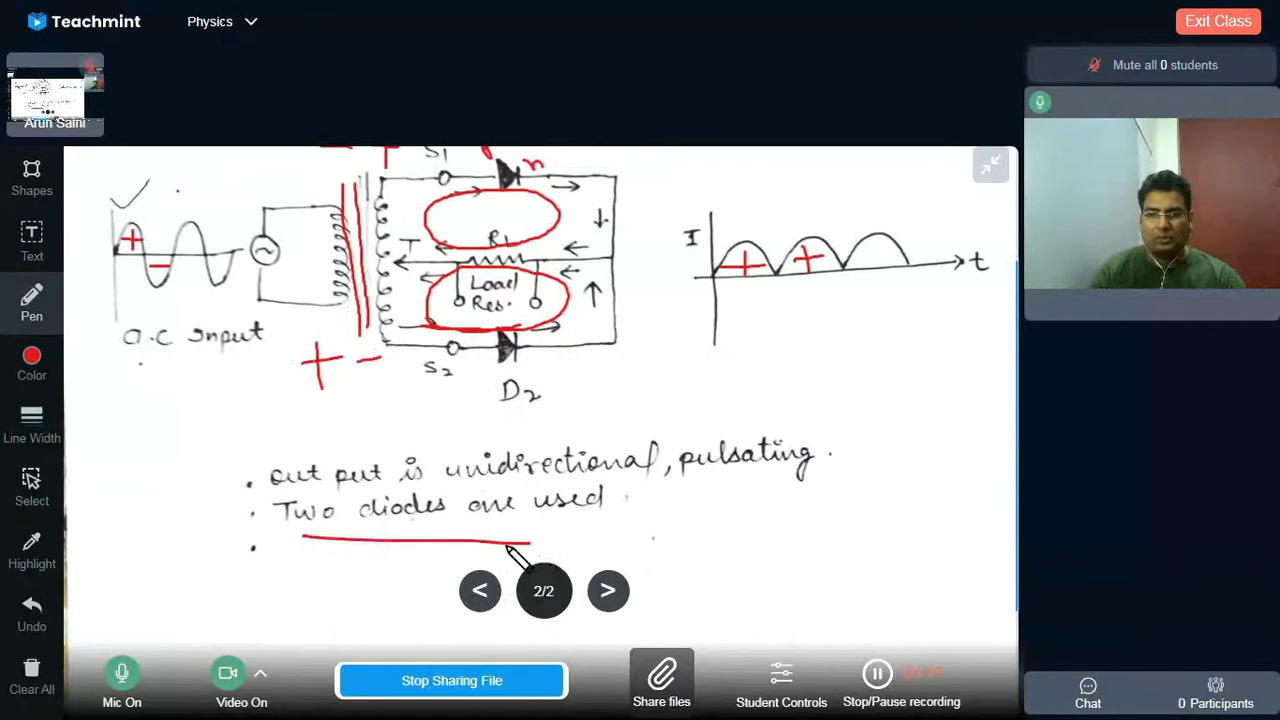 Teachmint
Physics
Exit Class
Mute all 0 students
Arun Saini
Shapes
Text
Pen
Color
Line Width
Select
Highlight
Undo
Clear All
+ -
S1
n
T
RL
Load
Res.
S2
D2
a.c Input
+ -
+ -
I
+ +
t
. out put is unidirectional, pulsating.
. Two diodes are used
.
<
2/2
>
Mic On
Video On
Stop Sharing File
Share files
Student Controls
Stop/Pause recording
Chat
0 Participants